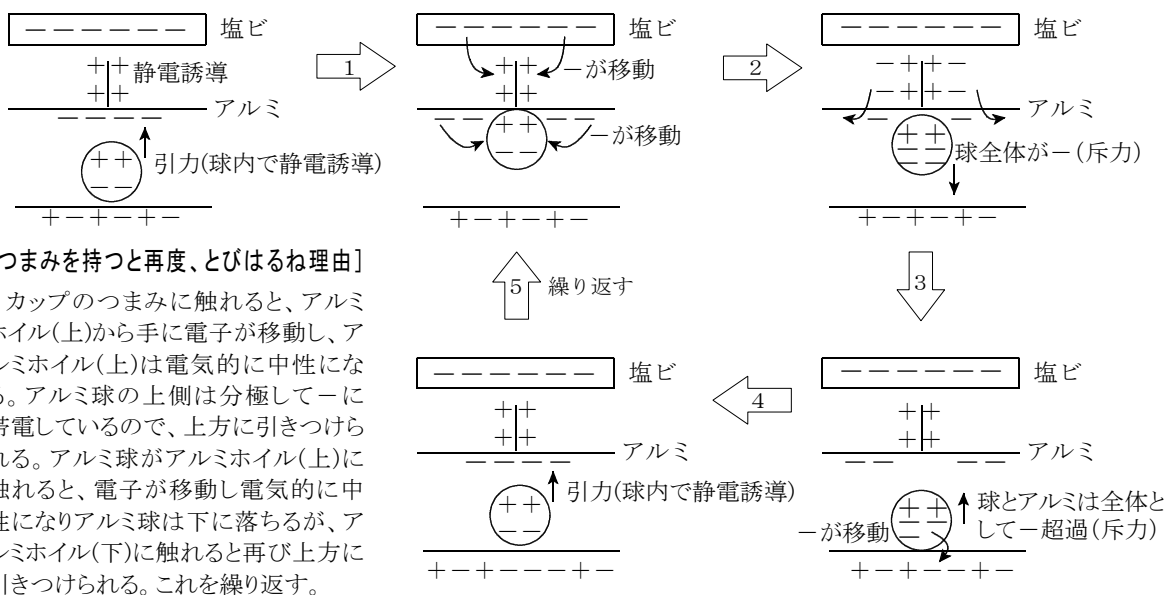 －－－－－－ 塩ビ
＋＋ 静電誘導
＋＋
アルミ
－－－－
引力(球内で静電誘導)
＋＋
－－
＋－＋－＋－
1
－－－－－－ 塩ビ
＋＋ －が移動
＋＋
－－ ＋＋ －－ －が移動
－－
＋－＋－＋－
2
－－－－－－ 塩ビ
－＋＋－
－＋＋－
アルミ
－ －
＋＋
－－
－－
球全体が－(斥力)
＋－＋－＋－
つまみを持つと再度、とびはるね理由]
カップのつまみに触れると、アルミ
ホイル(上)から手に電子が移動し、ア
ルミホイル(上)は電気的に中性にな
る。アルミ球の上側は分極して－に
帯電しているので、上方に引きつけら
れる。アルミ球がアルミホイル(上)に
触れると、電子が移動し電気的に中
性になりアルミ球は下に落ちるが、ア
ルミホイル(下)に触れると再び上方に
引きつけられる。これを繰り返す。
5 繰り返す
3
－－－－－－ 塩ビ
＋＋
＋＋
アルミ
－－－－
引力(球内で静電誘導)
＋＋
－－
＋－＋－－－＋－
4
－－－－－－ 塩ビ
＋＋
＋＋
アルミ
－－ －－
＋＋
－－
球とアルミは全体と
して－超過(斥力)
－が移動
＋－＋－－＋－